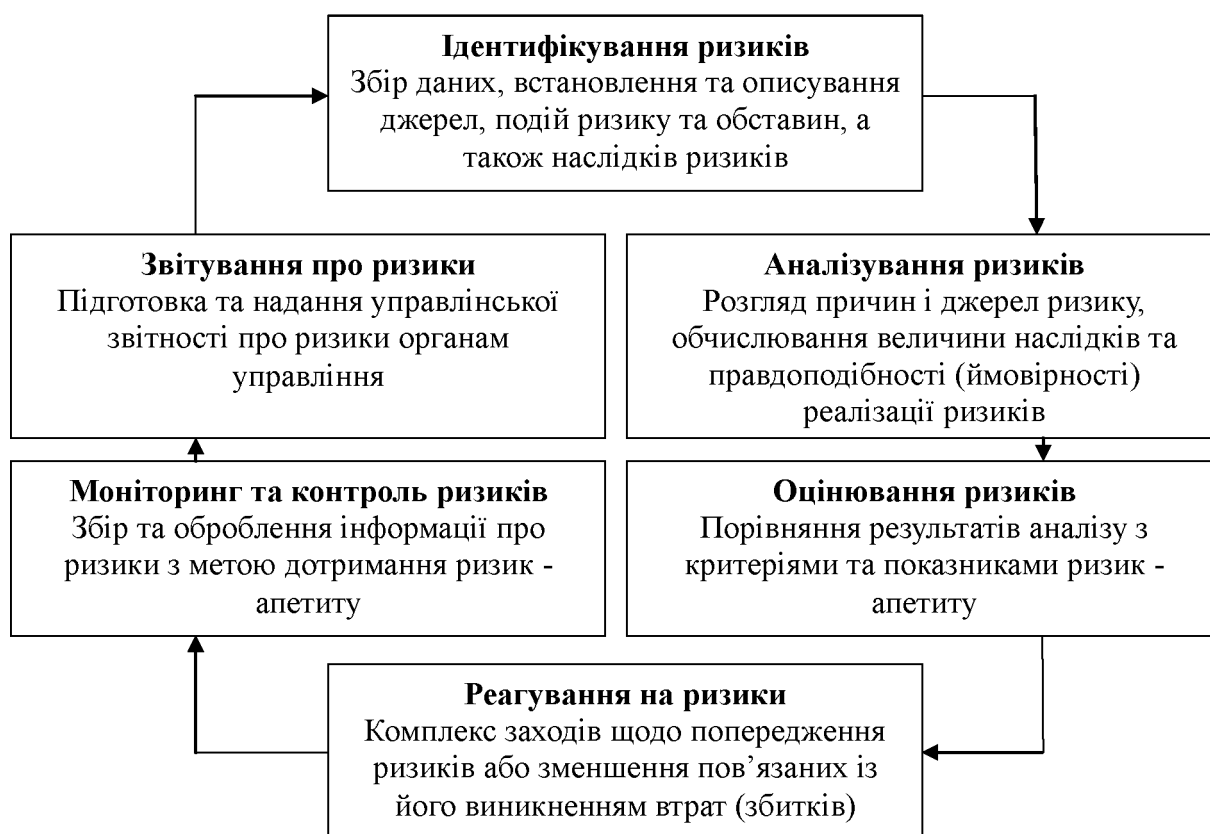 Ідентифікування ризиків
Збір даних, встановлення та описування
джерел, подій ризику та обставин, а
також наслідків ризиків
Звітування про ризики
Підготовка та надання управлінської
звітності про ризики органам
управління
Аналізування ризиків
Розгляд причин і джерел ризику,
обчислювання величини наслідків та
правдоподібності (ймовірності)
реалізації ризиків
Моніторинг та контроль ризиків
Збір та оброблення інформації про
ризики з метою дотримання ризик -
апетиту
Оцінювання ризиків
Порівняння результатів аналізу з
критеріями та показниками ризик -
апетиту
Реагування на ризики
Комплекс заходів щодо попередження
ризиків або зменшення пов’язаних із
його виникненням втрат (збитків)